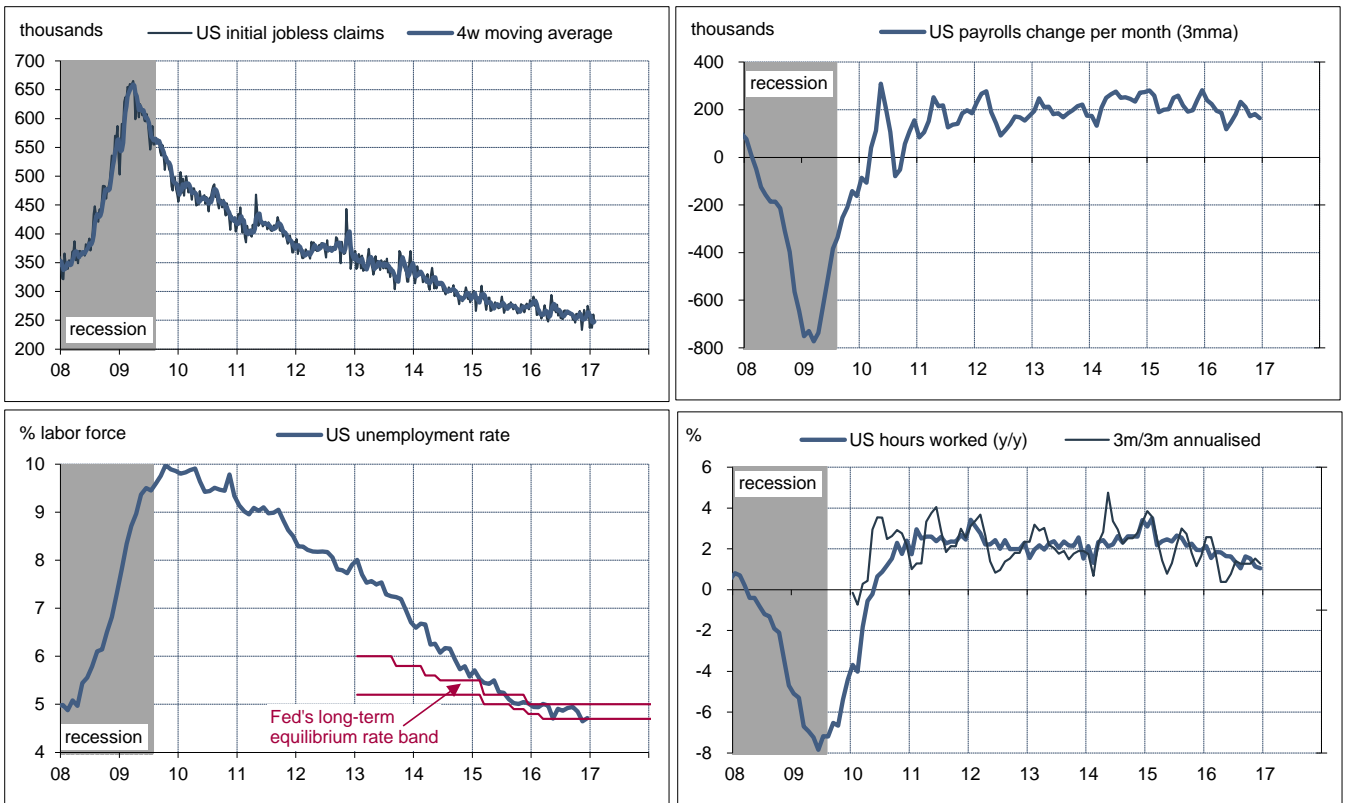 thousands
US initial jobless claims
4w moving average
700
650
600
550
500
450
400
350
300
250
200
recession
08 09 10 11 12 13 14 15 16 17
thousands
US payrolls change per month (3mma)
400
200
0
-200
-400
-600
-800
recession
08 09 10 11 12 13 14 15 16 17
% labor force
US unemployment rate
10
9
8
7
6
5
4
recession
Fed's long-term
equilibrium rate band
08 09 10 11 12 13 14 15 16 17
%
US hours worked (y/y)
3m/3m annualised
6
4
2
0
-2
-4
-6
-8
recession
08 09 10 11 12 13 14 15 16 17